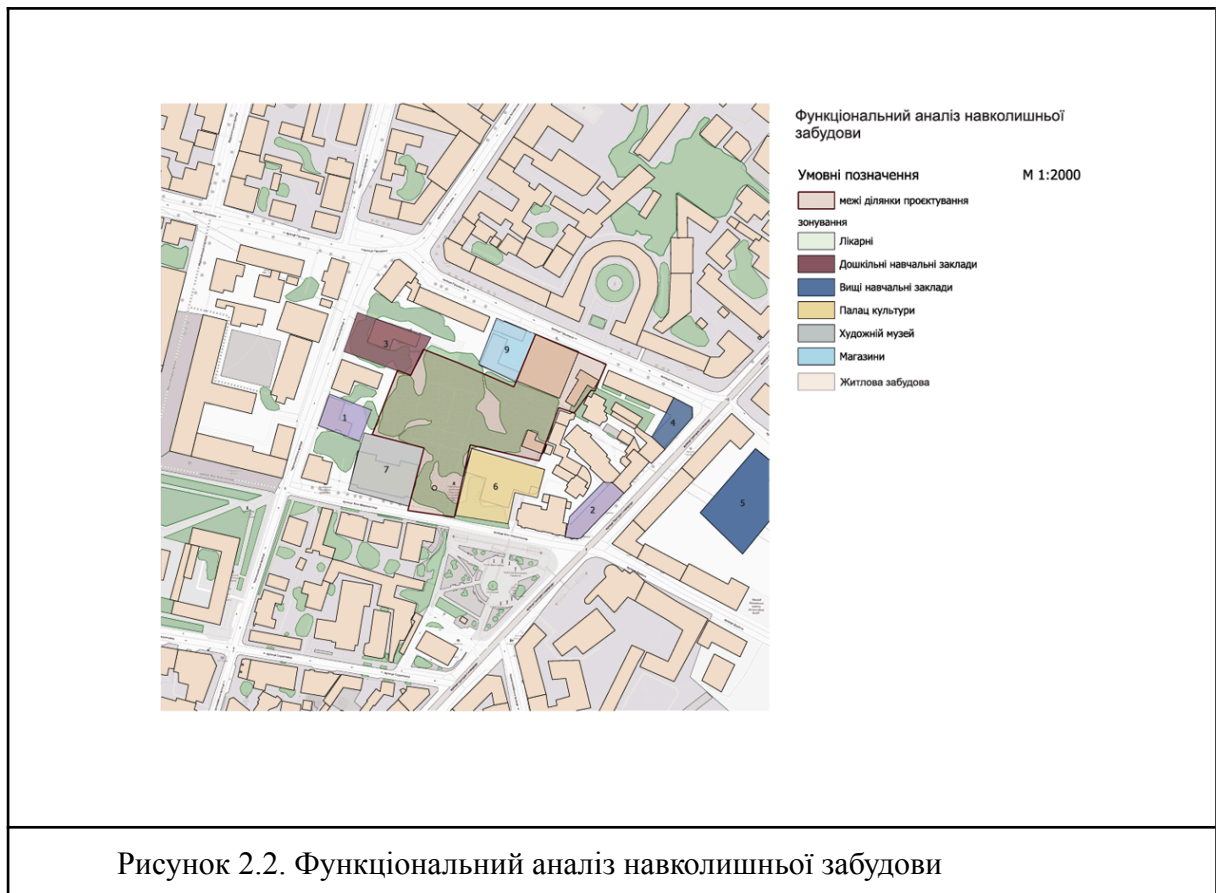 Функціональний аналіз навколишньої
забудови
Умовні позначення М 1:2000
межі ділянки проєктування
зонування
Лікарні
Дошкільні навчальні заклади
Вищі навчальні заклади
Палац культури
Художній музей
Магазини
Житлова забудова
3
9
1
4
7
6
5
2
Рисунок 2.2. Функціональний аналіз навколишньої забудови